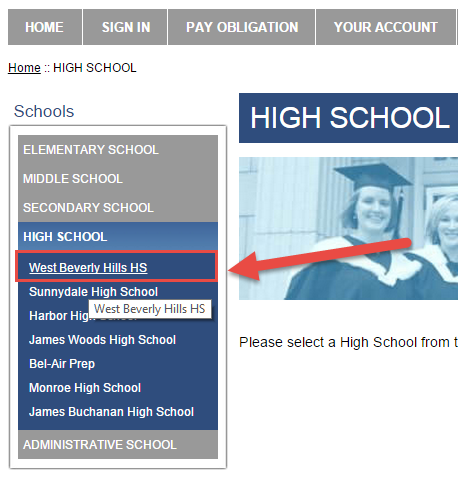 HOME SIGN IN PAY OBLIGATION YOUR ACCOUNT
Home :: HIGH SCHOOL
Schools
ELEMENTARY SCHOOL
MIDDLE SCHOOL
SECONDARY SCHOOL
HIGH SCHOOL
West Beverly Hills HS
Sunnydale High School
West Beverly Hills HS
Harbor High School
James Woods High School
Bel-Air Prep
Monroe High School
James Buchanan High School
ADMINISTRATIVE SCHOOL
HIGH SCHOOL
Please select a High School from t